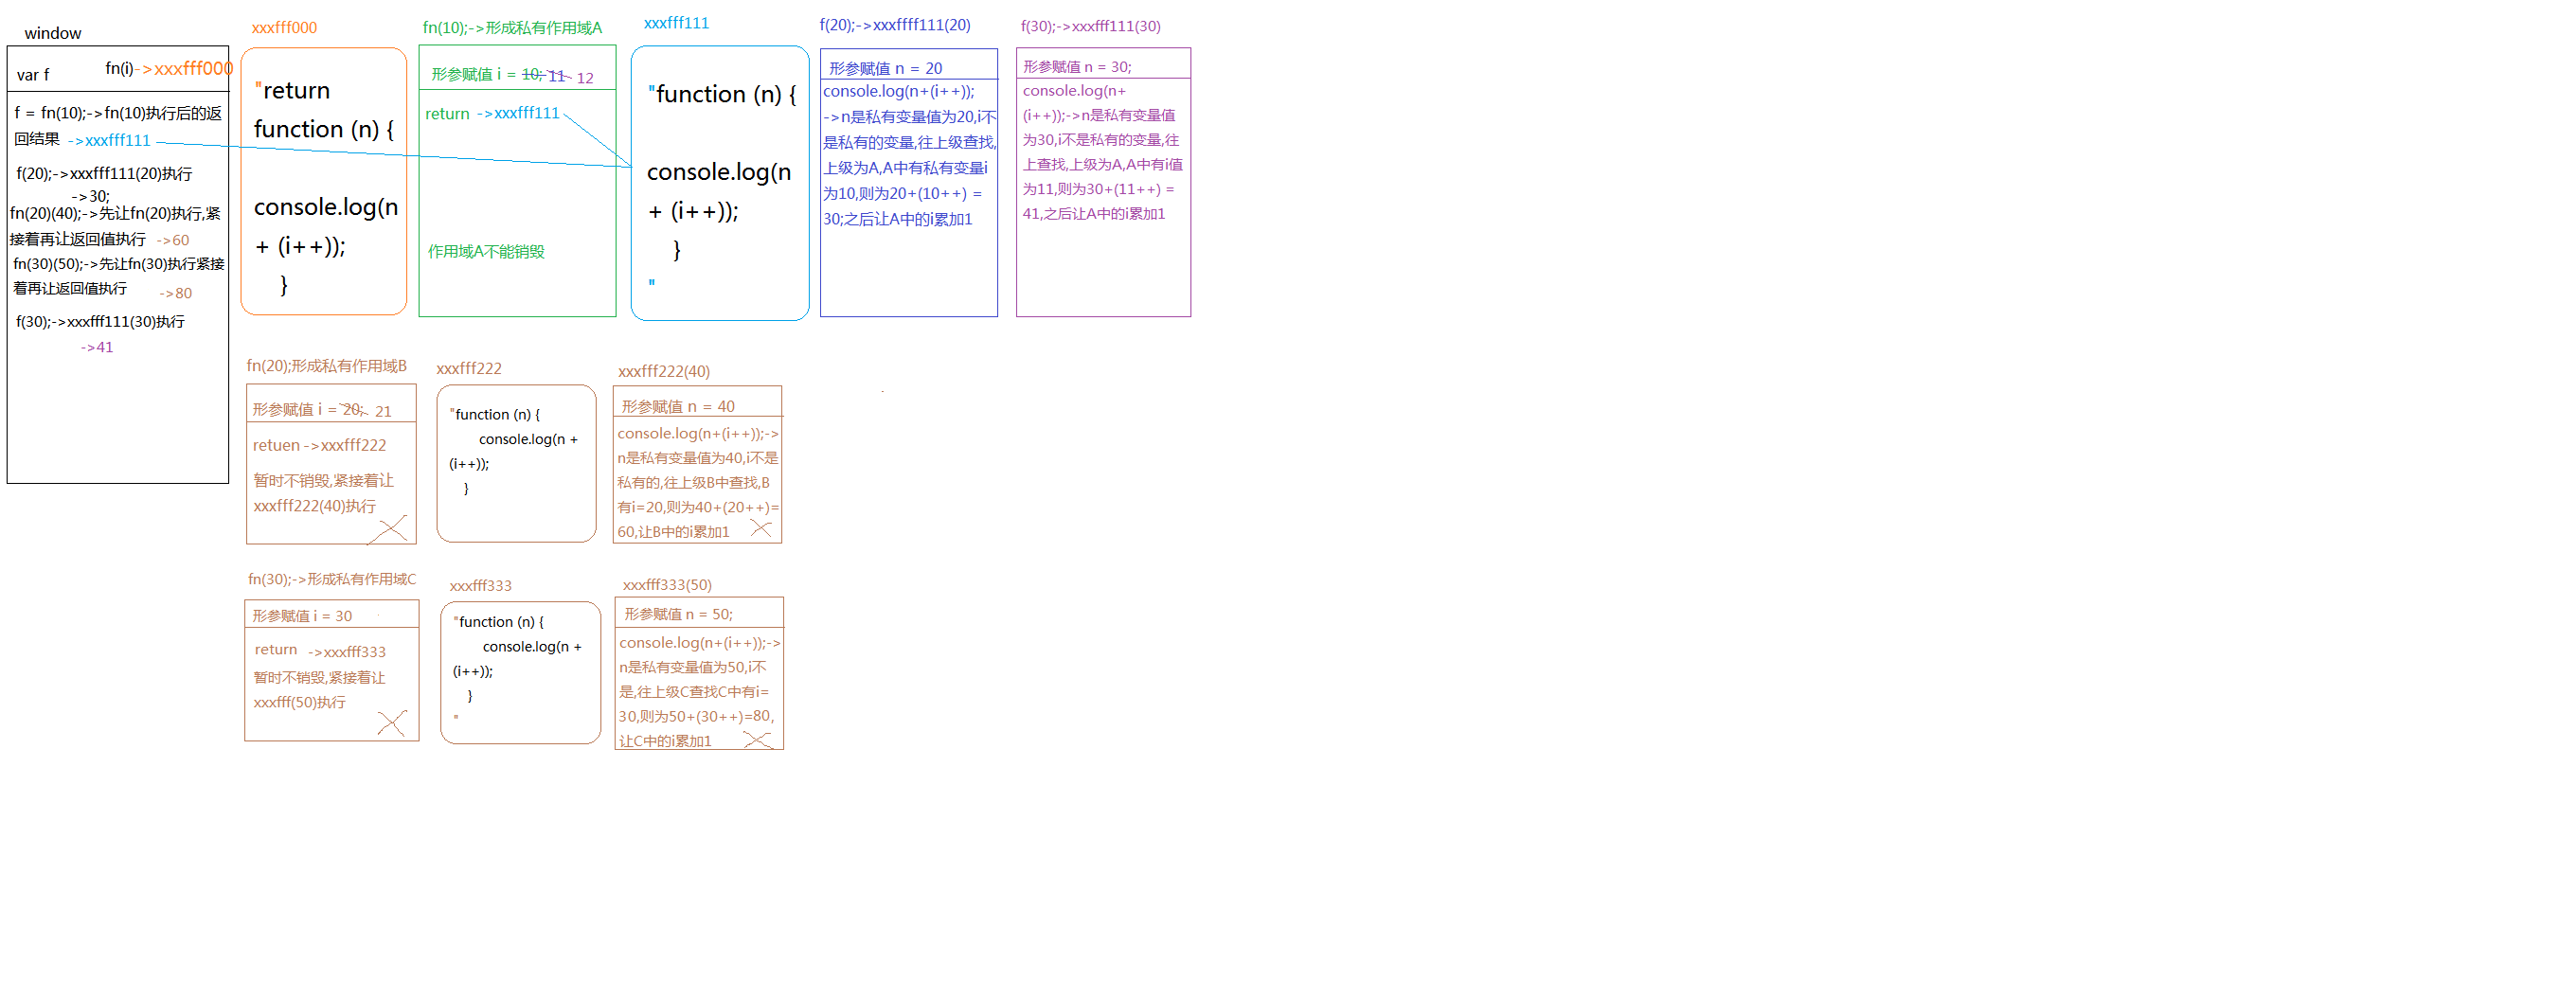 window
var f
fn(i)->xxxfff000
f = fn(10);->fn(10)执行后的返
回结果 ->xxxfff111
f(20);->xxxfff111(20)执行
->30;
fn(20)(40);->先让fn(20)执行,紧
接着再让返回值执行 ->60
fn(30)(50);->先让fn(30)执行紧接
着再让返回值执行 ->80
f(30);->xxxfff111(30)执行
->41
xxxfff000
"return
function (n) {
console.log(n
+ (i++));
}
fn(10);->形成私有作用域A
形参赋值 i = 10; 11 12
return ->xxxfff111
作用域A不能销毁
xxxfff111
"function (n) {
console.log(n
+ (i++));
}
"
f(20);->xxxffff111(20)
形参赋值 n = 20
console.log(n+(i++));
->n是私有变量值为20,i不
是私有的变量,往上级查找,
上级为A,A中有私有变量i
为10,则为20+(10++) =
30;之后让A中的i累加1
f(30);->xxxfff111(30)
形参赋值 n = 30;
console.log(n+
(i++));->n是私有变量值
为30,i不是私有的变量,往
上查找,上级为A,A中有i值
为11,则为30+(11++) =
41,之后让A中的i累加1
fn(20);形成私有作用域B
形参赋值 i = 20; 21
retuen ->xxxfff222
暂时不销毁,紧接着让
xxxfff222(40)执行
xxxfff222
"function (n) {
console.log(n +
(i++));
}
xxxfff222(40)
形参赋值 n = 40
console.log(n+(i++));->
n是私有变量值为40,i不是
私有的,往上级B中查找,B
有i=20,则为40+(20++)=
60,让B中的i累加1
fn(30);->形成私有作用域C
形参赋值 i = 30
return ->xxxfff333
暂时不销毁,紧接着让
xxxfff(50)执行
xxxfff333
"function (n) {
console.log(n +
(i++));
}
"
xxxfff333(50)
形参赋值 n = 50;
console.log(n+(i++));->
n是私有变量值为50,i不
是,往上级C查找C中有i=
30,则为50+(30++)=80,
让C中的i累加1